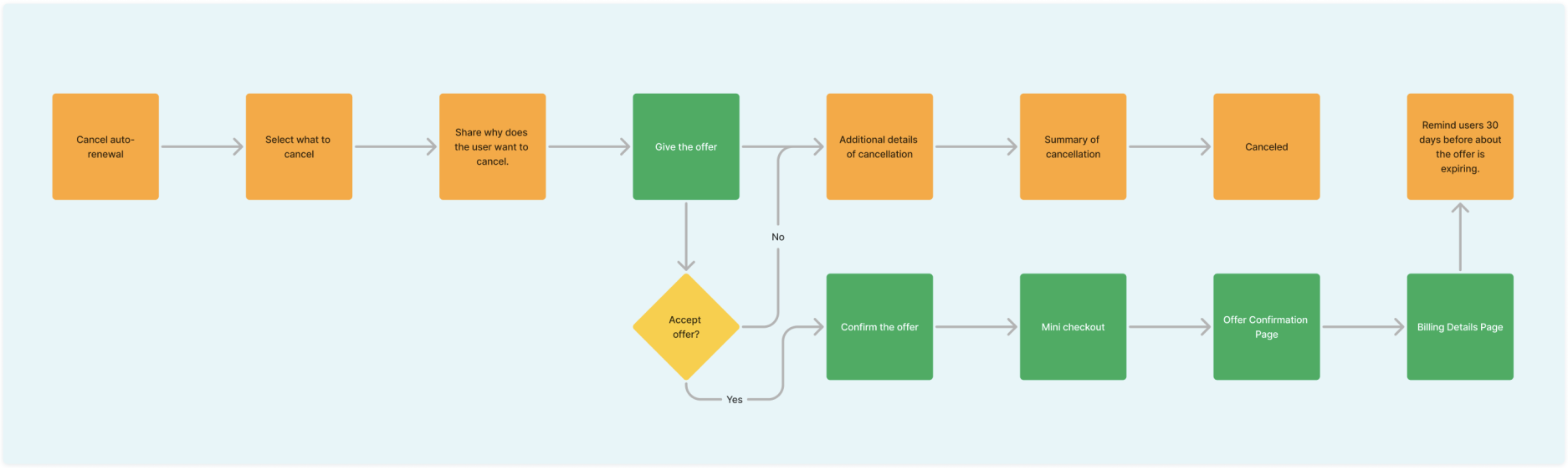 Cancel auto-
renewal
Select what to
cancel
Share why does
the user want to
cancel.
Give the offer
Additional details
of cancellation
Summary of
cancellation
Canceled
Remind users 30
days before about
the offer is
expiring.
No
Accept
offer?
Yes
Confirm the offer
Mini checkout
Offer Confirmation
Page
Billing Details Page